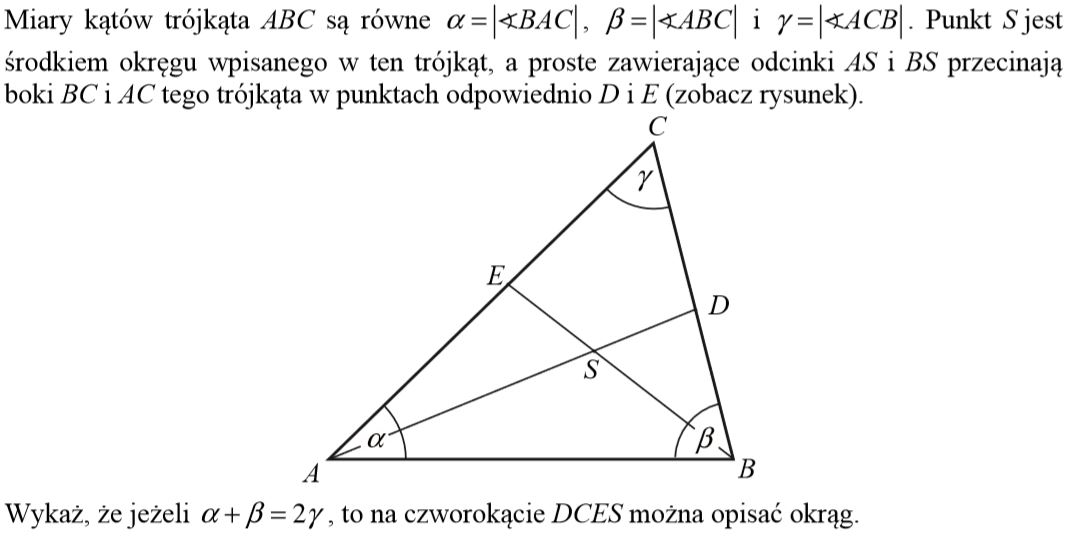 Miary kątów trójkąta ABC są równe α=|∢BAC|, β=|∢ABC| i γ=|∢ACB|. Punkt S jest
środkiem okręgu wpisanego w ten trójkąt, a proste zawierające odcinki AS i BS przecinają
boki BC i AC tego trójkąta w punktach odpowiednio D i E (zobacz rysunek).
C
γ
E
D
S
α
β
A
B
Wykaż, że jeżeli α+β=2γ, to na czworokącie DCES można opisać okrąg.